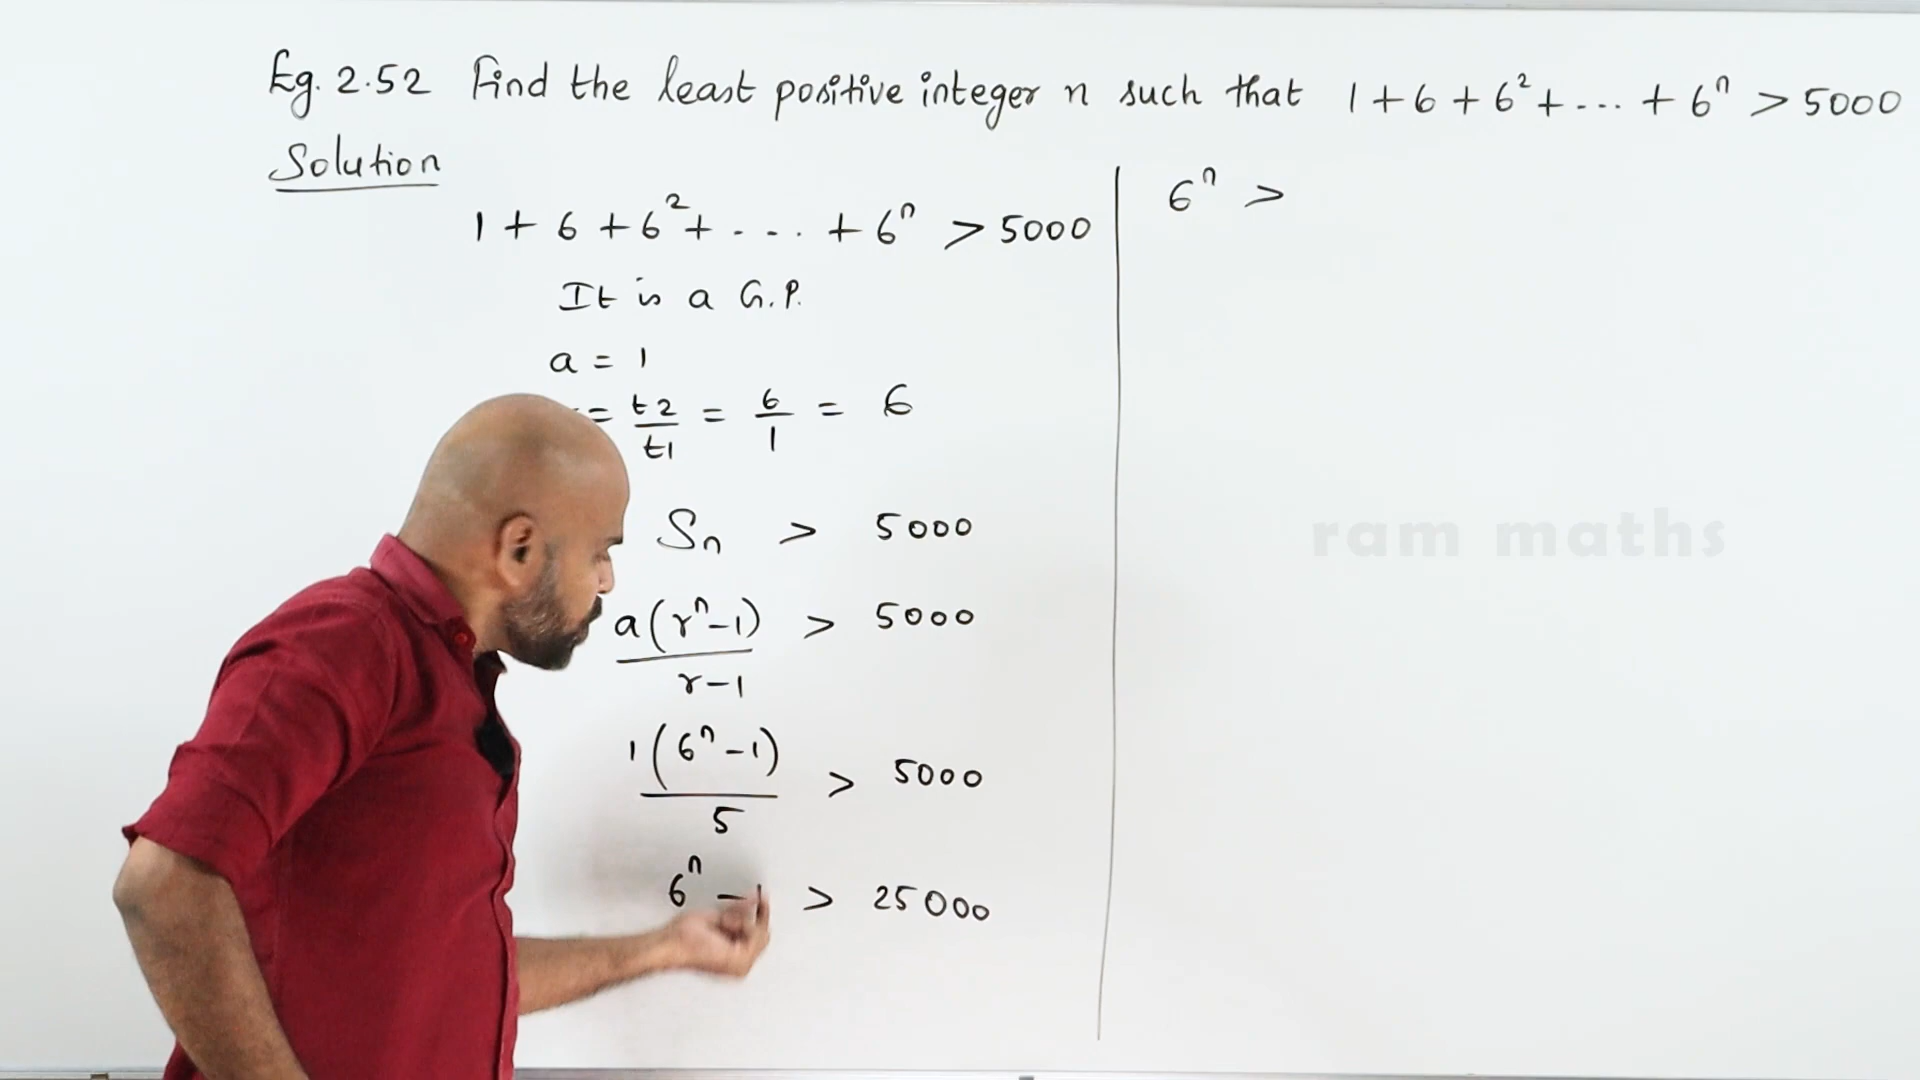 Eg. 2.52 Find the least positive integer n such that 1 + 6 + 6² + ... + 6ⁿ > 5000
Solution
1 + 6 + 6² + . . . . + 6ⁿ > 5000
It is a G.P.
a = 1
= t2/t1 = 6/1 = 6
Sn > 5000
a(rⁿ-1)/r-1 > 5000
1(6ⁿ-1)/5 > 5000
6ⁿ - 1 > 25000
6ⁿ >
ram maths